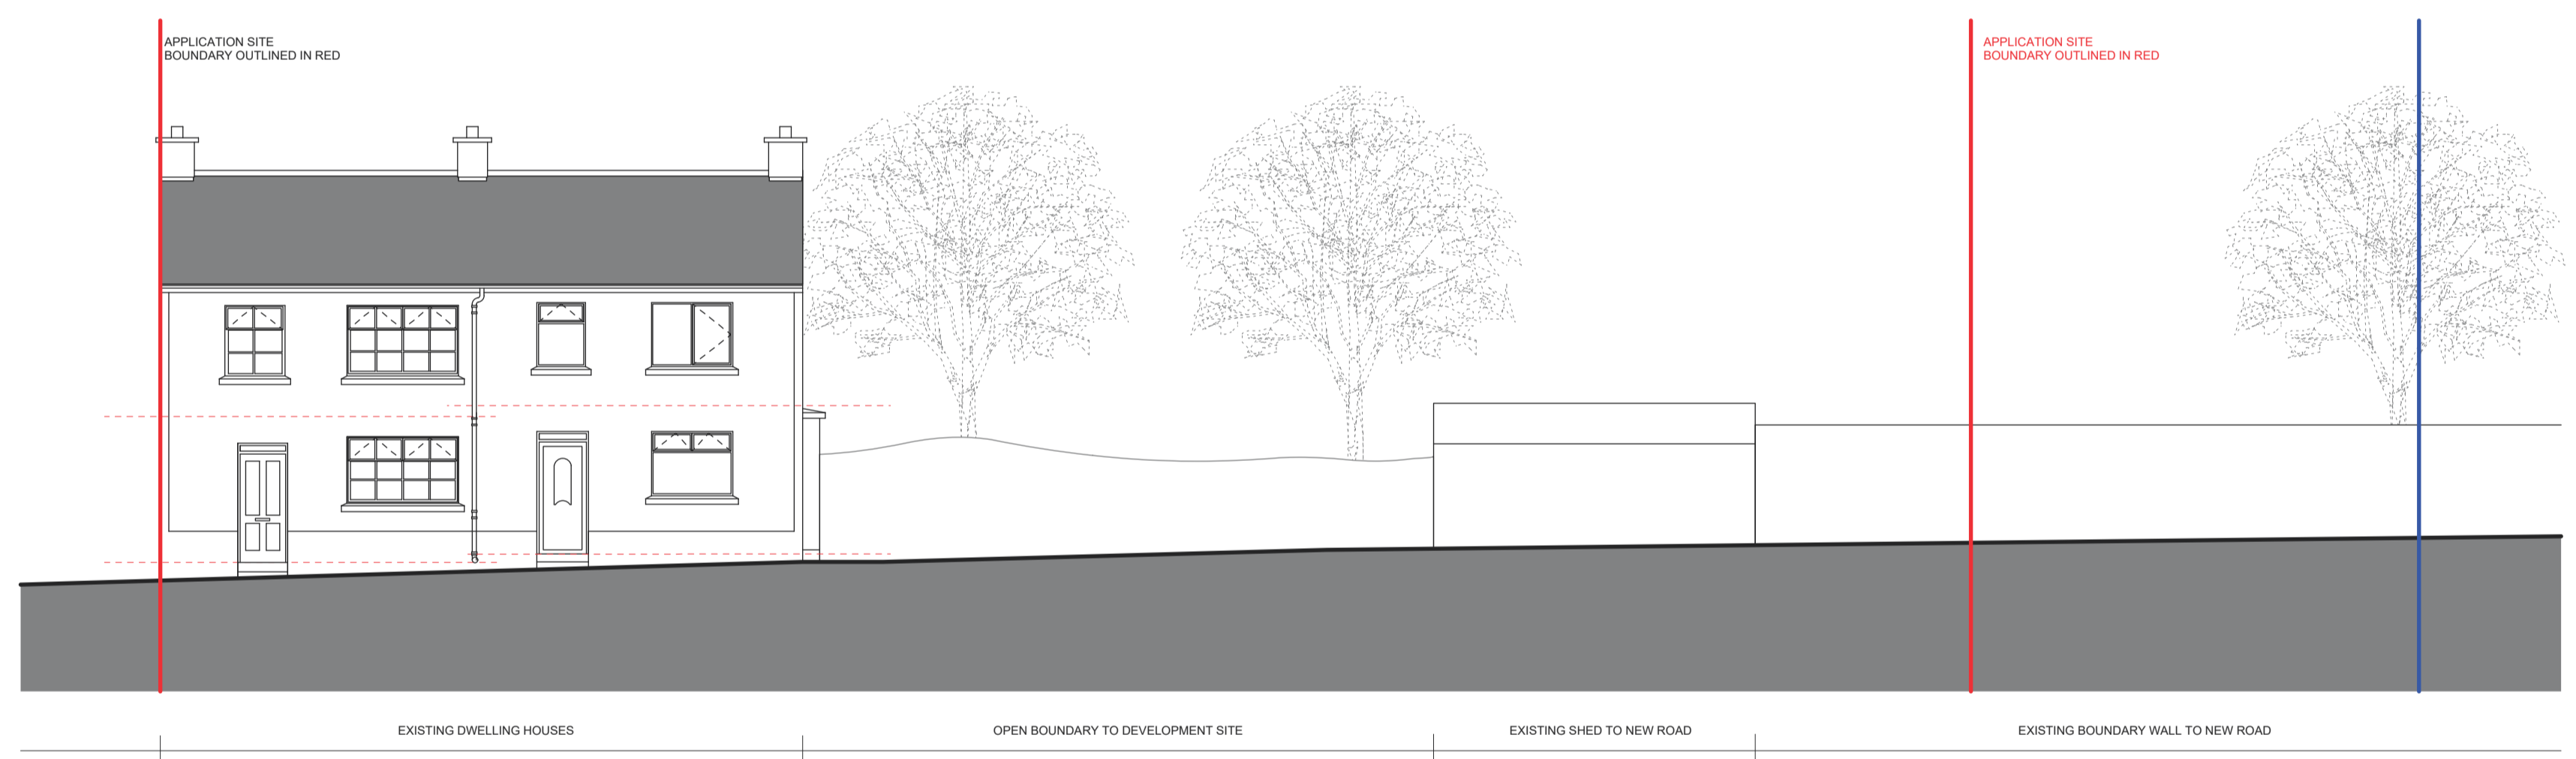 APPLICATION SITE
BOUNDARY OUTLINED IN RED
APPLICATION SITE
BOUNDARY OUTLINED IN RED
EXISTING DWELLING HOUSES
OPEN BOUNDARY TO DEVELOPMENT SITE
EXISTING SHED TO NEW ROAD
EXISTING BOUNDARY WALL TO NEW ROAD